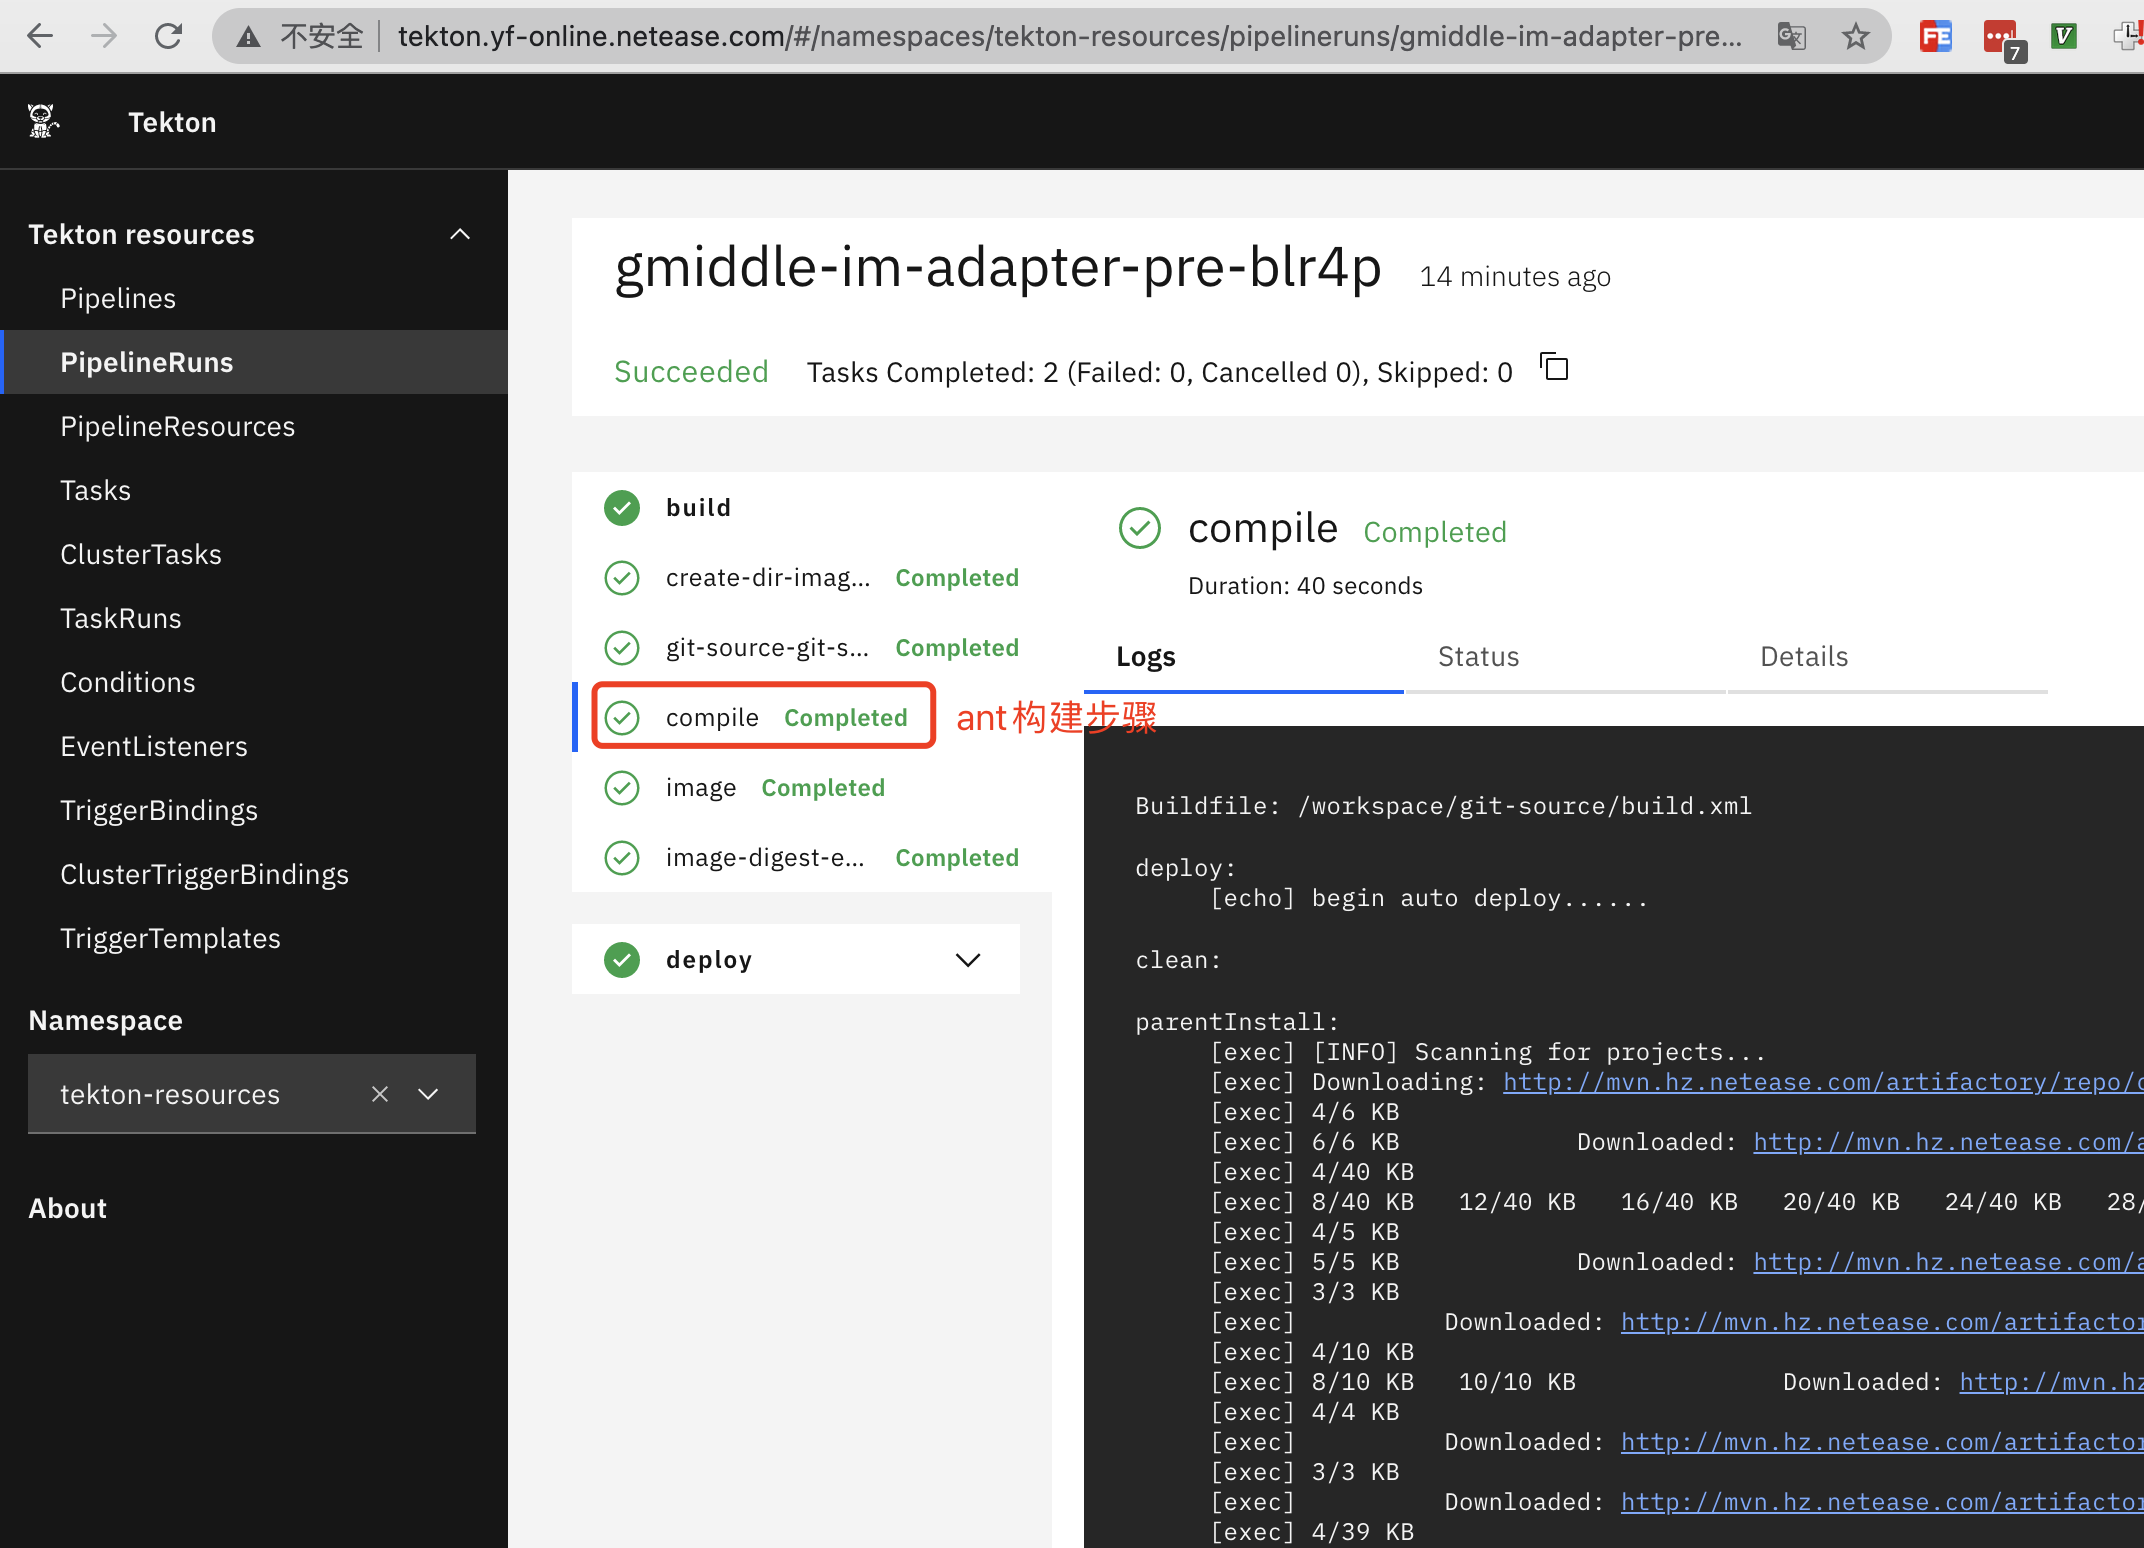 不安全 tekton.yf-online.netease.com/#/namespaces/tekton-resources/pipelineruns/gmiddle-im-adapter-pre...
FE
7
V
Tekton
Tekton resources
Pipelines
PipelineRuns
PipelineResources
Tasks
ClusterTasks
TaskRuns
Conditions
EventListeners
TriggerBindings
ClusterTriggerBindings
TriggerTemplates
Namespace
tekton-resources
About
gmiddle-im-adapter-pre-blr4p 14 minutes ago
Succeeded Tasks Completed: 2 (Failed: 0, Cancelled 0), Skipped: 0
build
create-dir-imag... Completed
git-source-git-s... Completed
compile Completed
ant构建步骤
image Completed
image-digest-e... Completed
deploy
compile Completed
Duration: 40 seconds
Logs Status Details
Buildfile: /workspace/git-source/build.xml
deploy:
[echo] begin auto deploy......
clean:
parentInstall:
[exec] [INFO] Scanning for projects...
[exec] Downloading: http://mvn.hz.netease.com/artifactory/repo/
[exec] 4/6 KB
[exec] 6/6 KB Downloaded: http://mvn.hz.netease.com/
[exec] 4/40 KB
[exec] 8/40 KB 12/40 KB 16/40 KB 20/40 KB 24/40 KB 28/
[exec] 4/5 KB
[exec] 5/5 KB Downloaded: http://mvn.hz.netease.com/
[exec] 3/3 KB
[exec] Downloaded: http://mvn.hz.netease.com/artifactor
[exec] 4/10 KB
[exec] 8/10 KB 10/10 KB Downloaded: http://mvn.hz
[exec] 4/4 KB
[exec] Downloaded: http://mvn.hz.netease.com/artifactor
[exec] 3/3 KB
[exec] Downloaded: http://mvn.hz.netease.com/artifactor
[exec] 4/39 KB